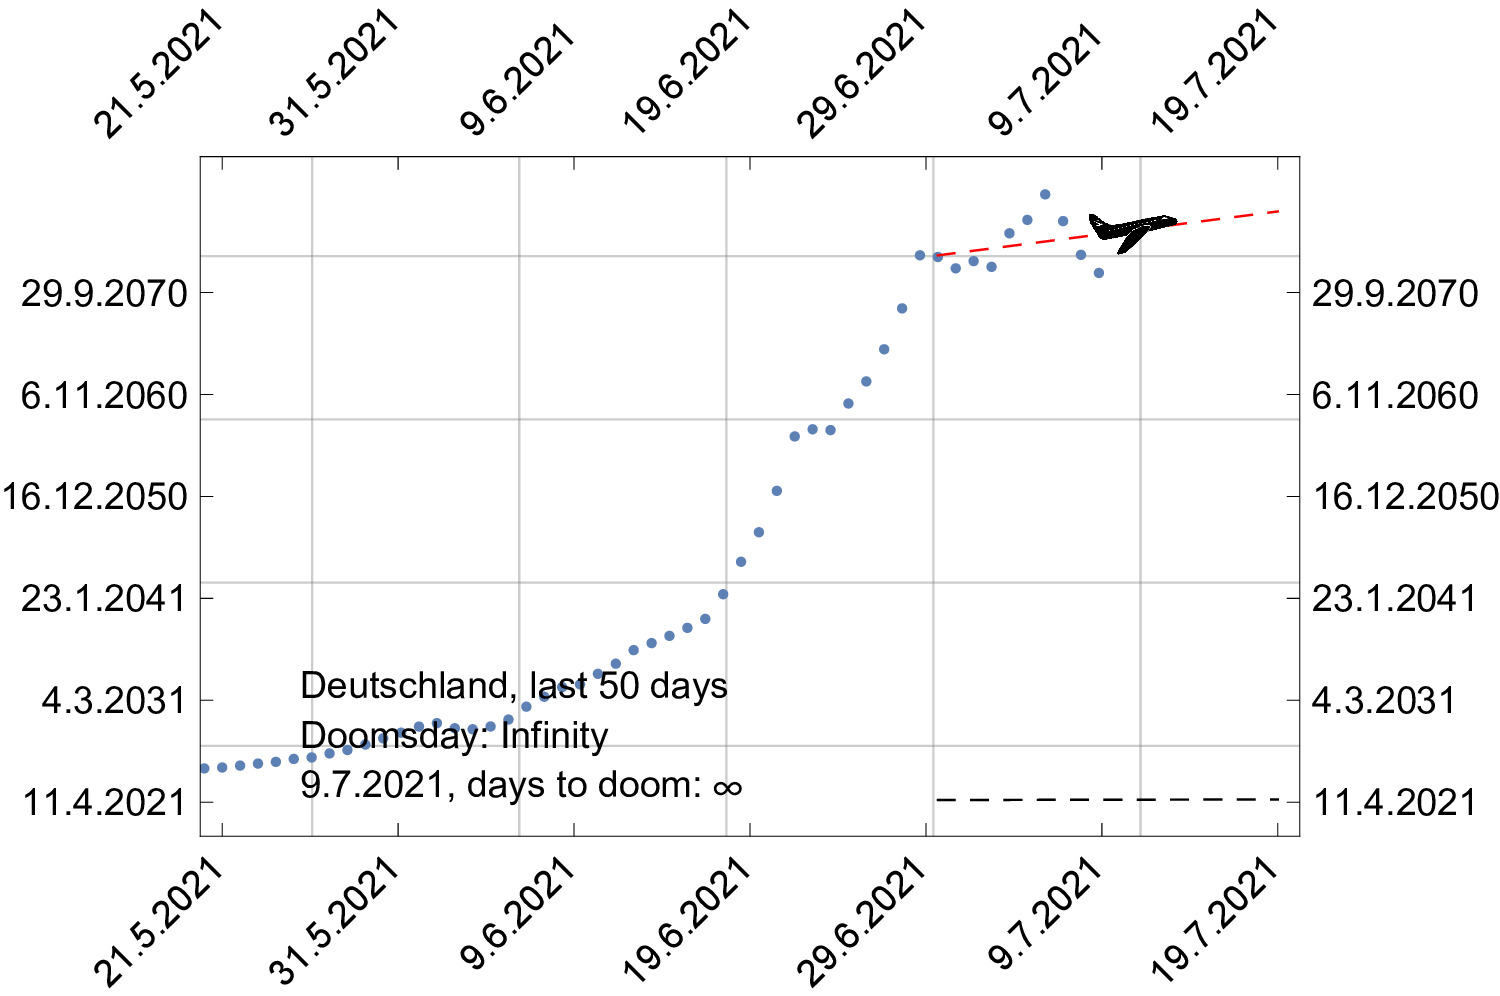 21.5.2021 31.5.2021 9.6.2021 19.6.2021 29.6.2021 9.7.2021 19.7.2021
29.9.2070 29.9.2070
6.11.2060 6.11.2060
16.12.2050 16.12.2050
23.1.2041 23.1.2041
4.3.2031 4.3.2031
11.4.2021 11.4.2021
Deutschland, last 50 days
Doomsday: Infinity
9.7.2021, days to doom: ∞
21.5.2021 31.5.2021 9.6.2021 19.6.2021 29.6.2021 9.7.2021 19.7.2021